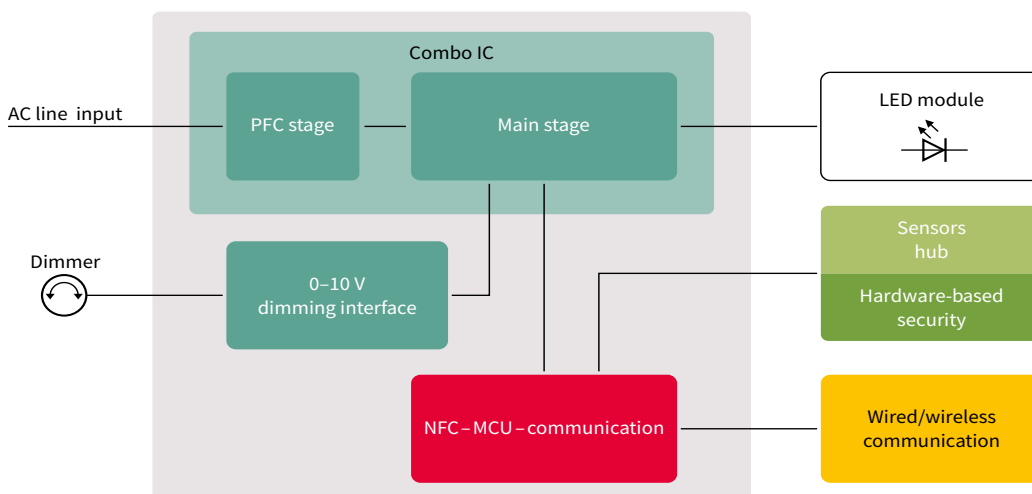 Combo IC
AC line input
PFC stage
Main stage
LED module
Sensors
hub
Dimmer
0–10 V
dimming interface
Hardware-based
security
NFC–MCU–communication
Wired/wireless
communication